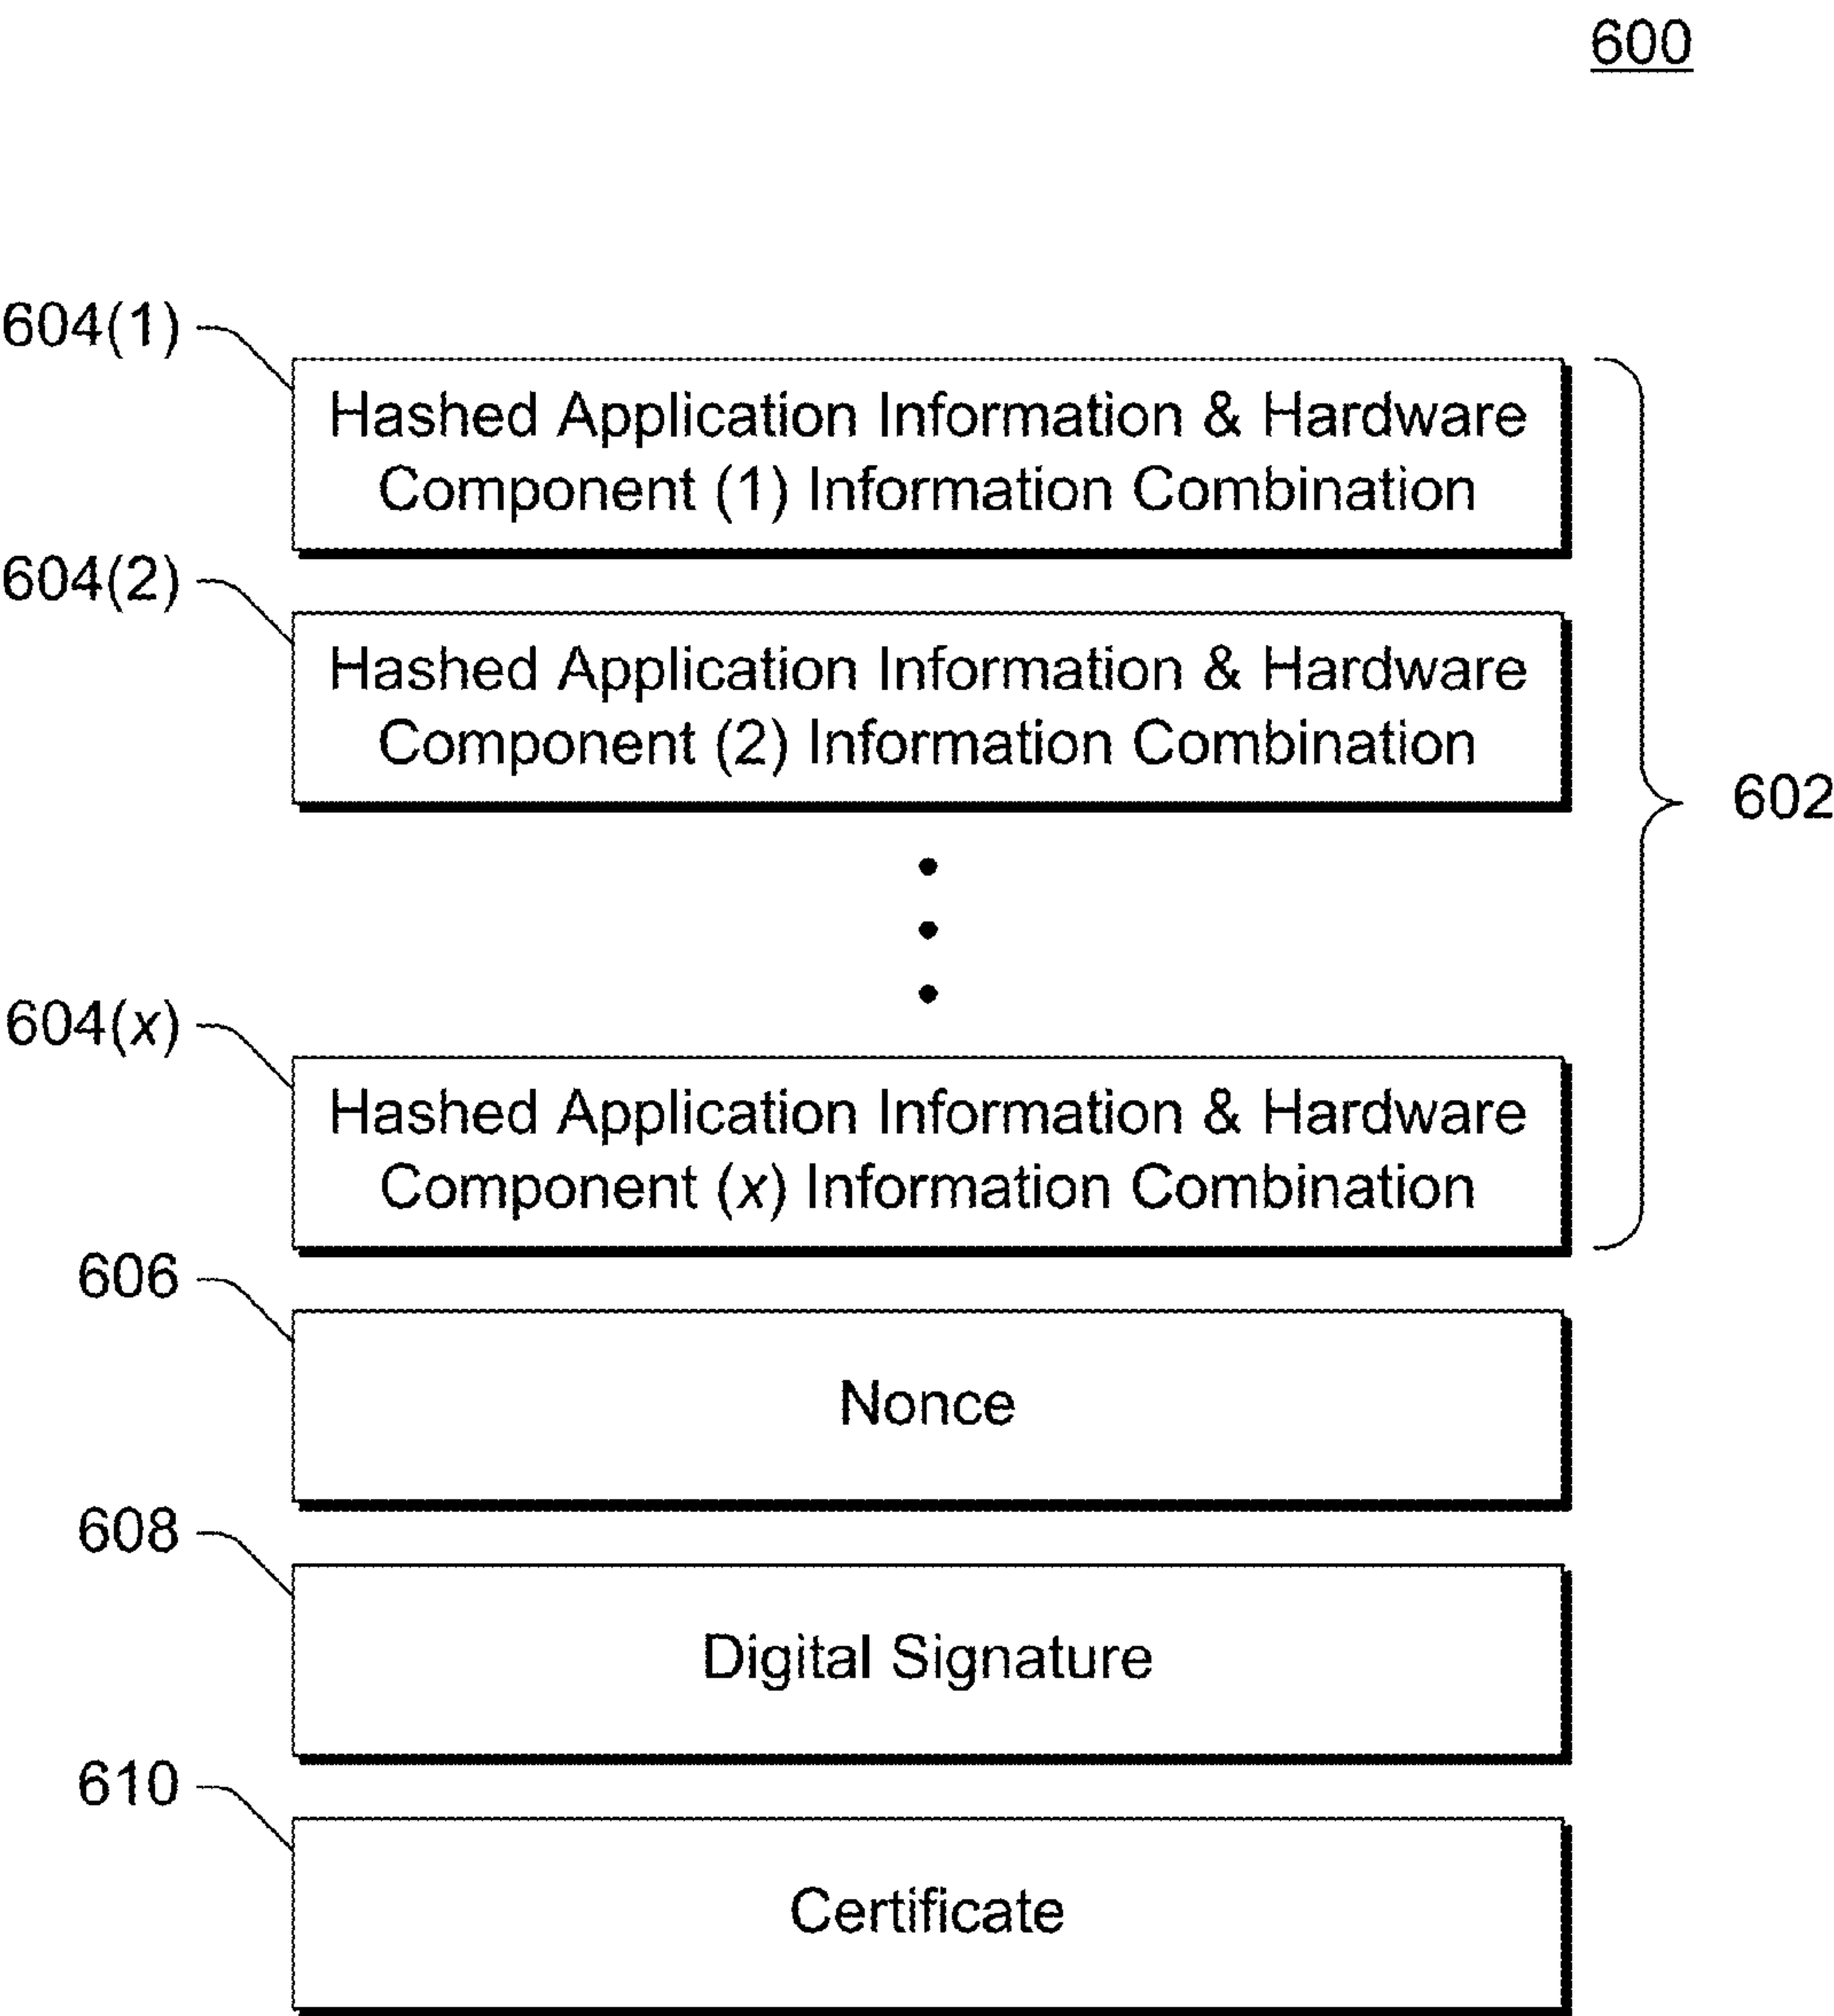 600
604(1)
Hashed Application Information & Hardware
Component (1) Information Combination
604(2)
Hashed Application Information & Hardware
Component (2) Information Combination
602
604(x)
Hashed Application Information & Hardware
Component (x) Information Combination
606
Nonce
608
Digital Signature
610
Certificate